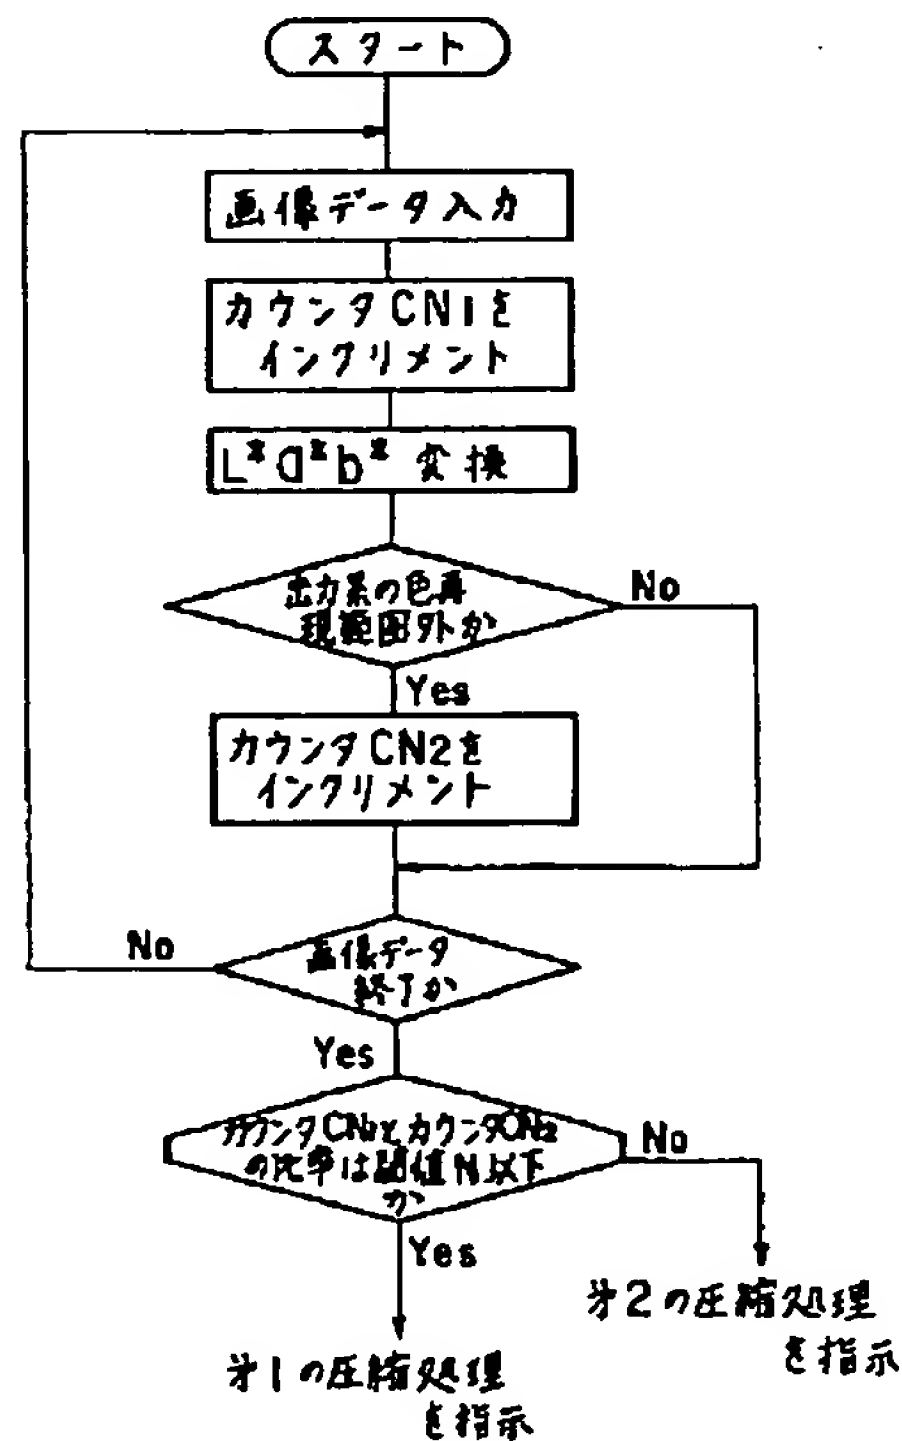 スタート
画像データ入力
カウンタCN1を
インクリメント
L*a*b* 変換
出力系の色再
現範囲外か
No
Yes
カウンタCN2を
インクリメント
画像データ
終了か
No
Yes
カウンタCN1とカウンタCN2
の比率は閾値N以下
か
No
Yes
才2の圧縮処理
を指示
才1の圧縮処理
を指示